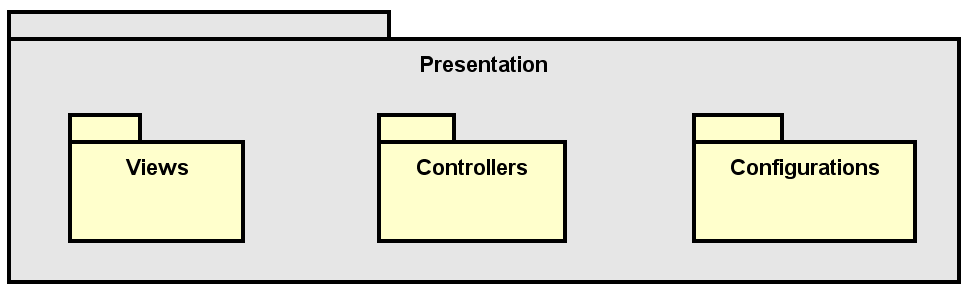 Presentation
Views
Controllers
Configurations